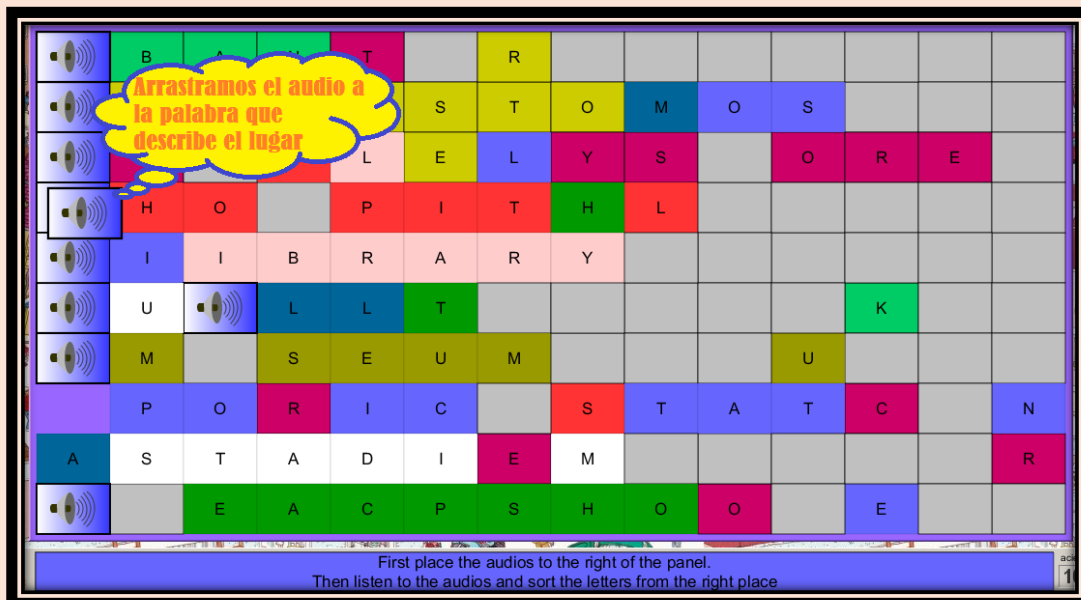 B T R
Arrastramos el audio a
la palabra que
describe el lugar
S T O M O S
L E L Y S O R E
H O P I T H L
I I B R A R Y
U L L T K
M S E U M U
P O R I C S T A T C N
A S T A D I E M R
E A C P S H O O E
First place the audios to the right of the panel.
Then listen to the audios and sort the letters from the right place